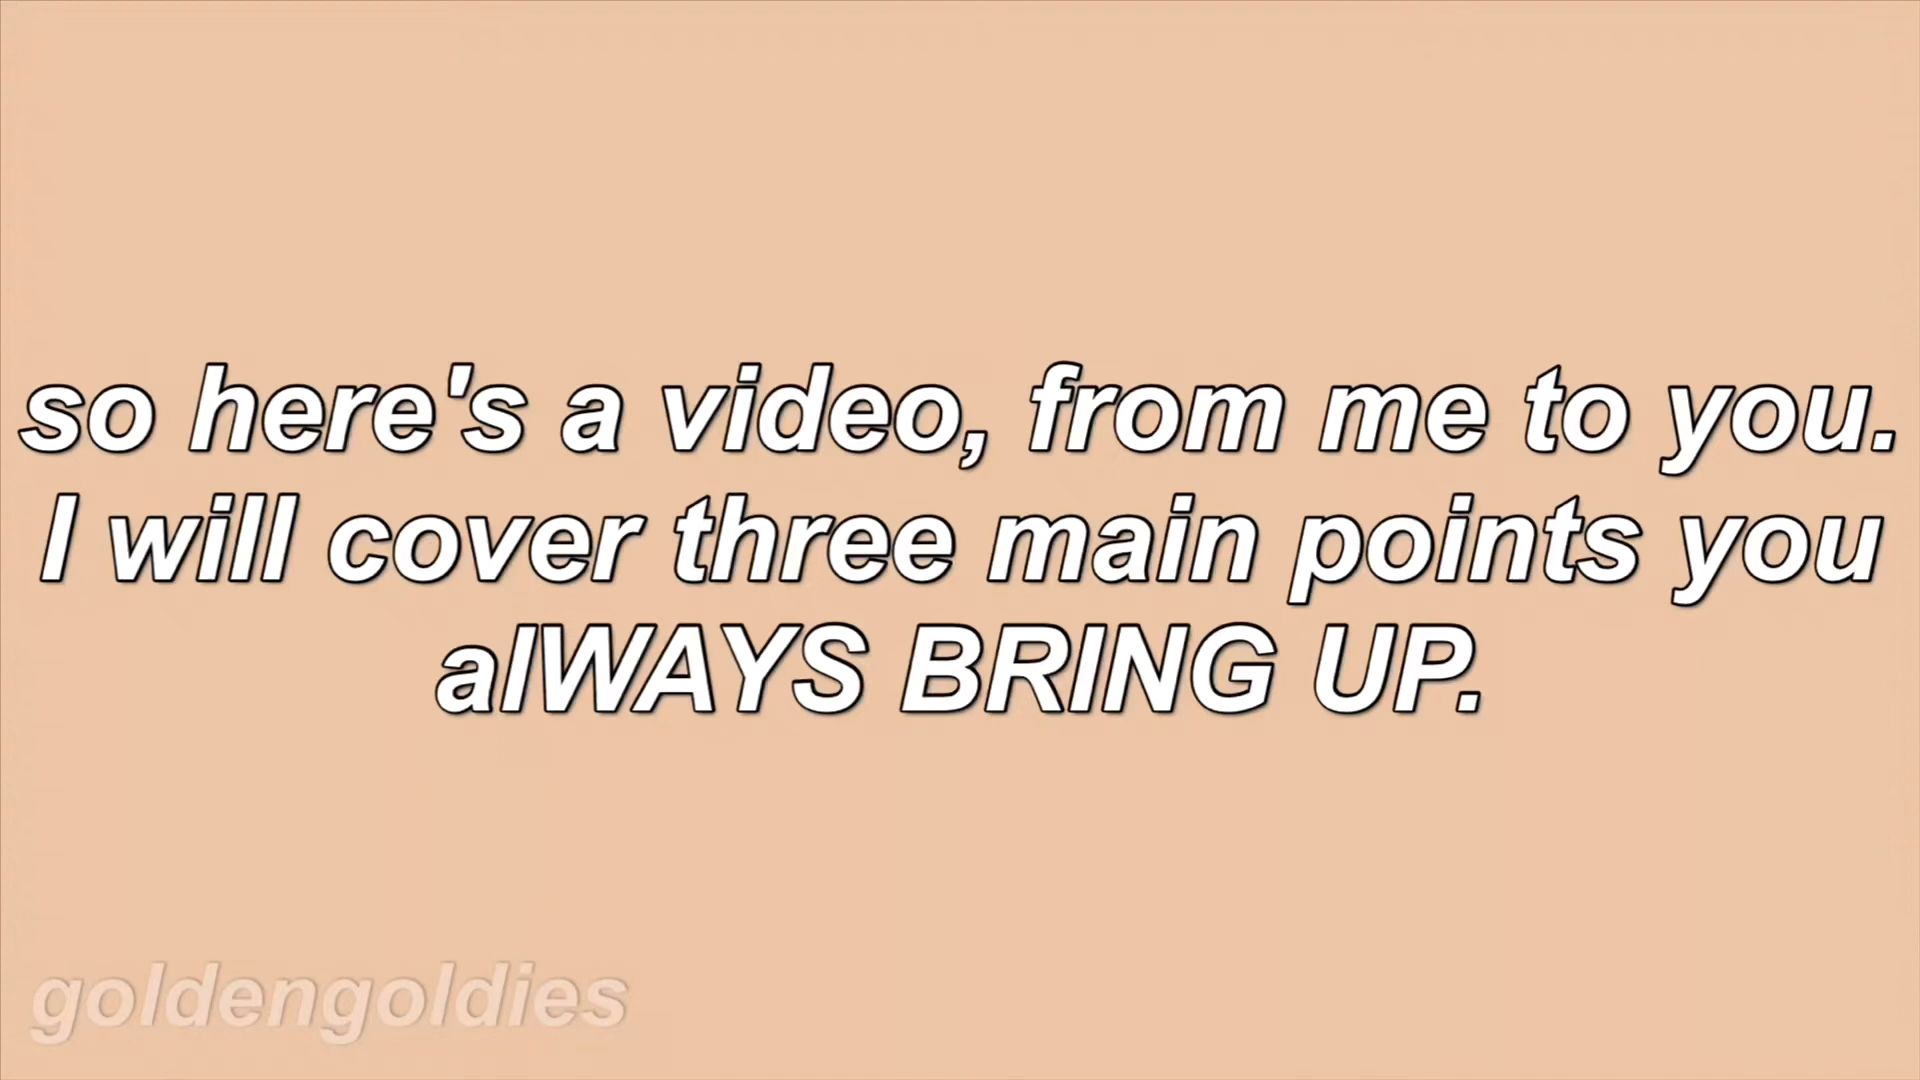 so here's a video, from me to you.
I will cover three main points you
alWAYS BRING UP.
goldengoldies